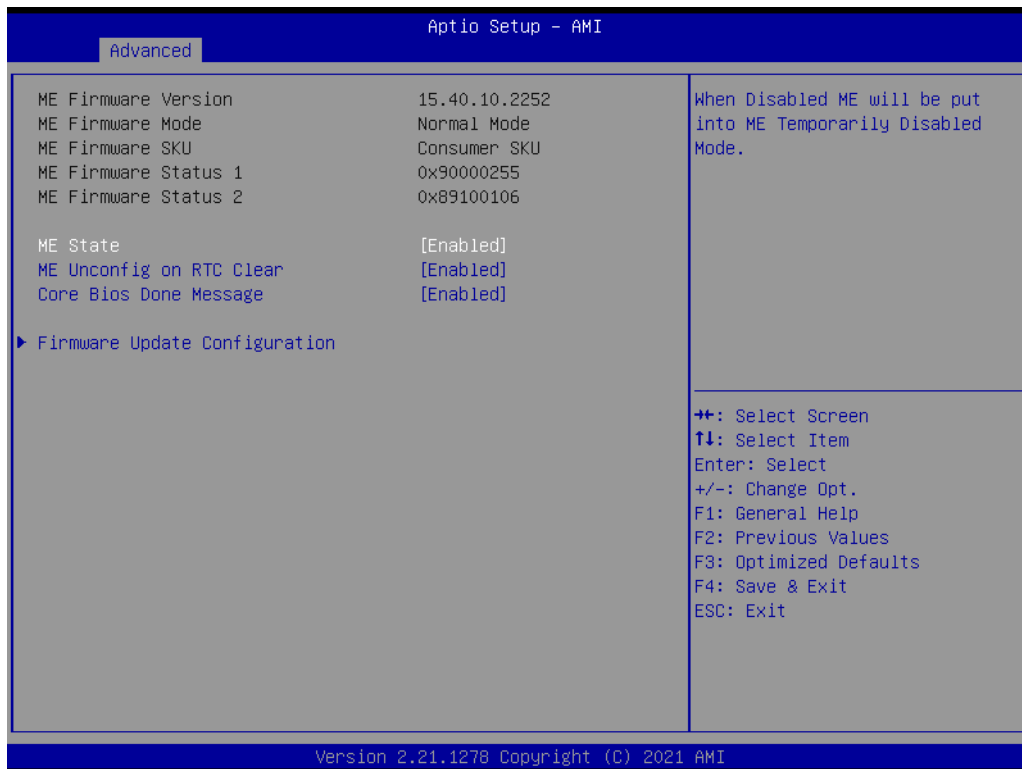 Aptio Setup - AMI
Advanced
ME Firmware Version 15.40.10.2252
ME Firmware Mode Normal Mode
ME Firmware SKU Consumer SKU
ME Firmware Status 1 0x90000255
ME Firmware Status 2 0x89100106
ME State [Enabled]
ME Unconfig on RTC Clear [Enabled]
Core Bios Done Message [Enabled]
Firmware Update Configuration
When Disabled ME will be put
into ME Temporarily Disabled
Mode.
→←: Select Screen
↑↓: Select Item
Enter: Select
+/-: Change Opt.
F1: General Help
F2: Previous Values
F3: Optimized Defaults
F4: Save & Exit
ESC: Exit
Version 2.21.1278 Copyright (C) 2021 AMI